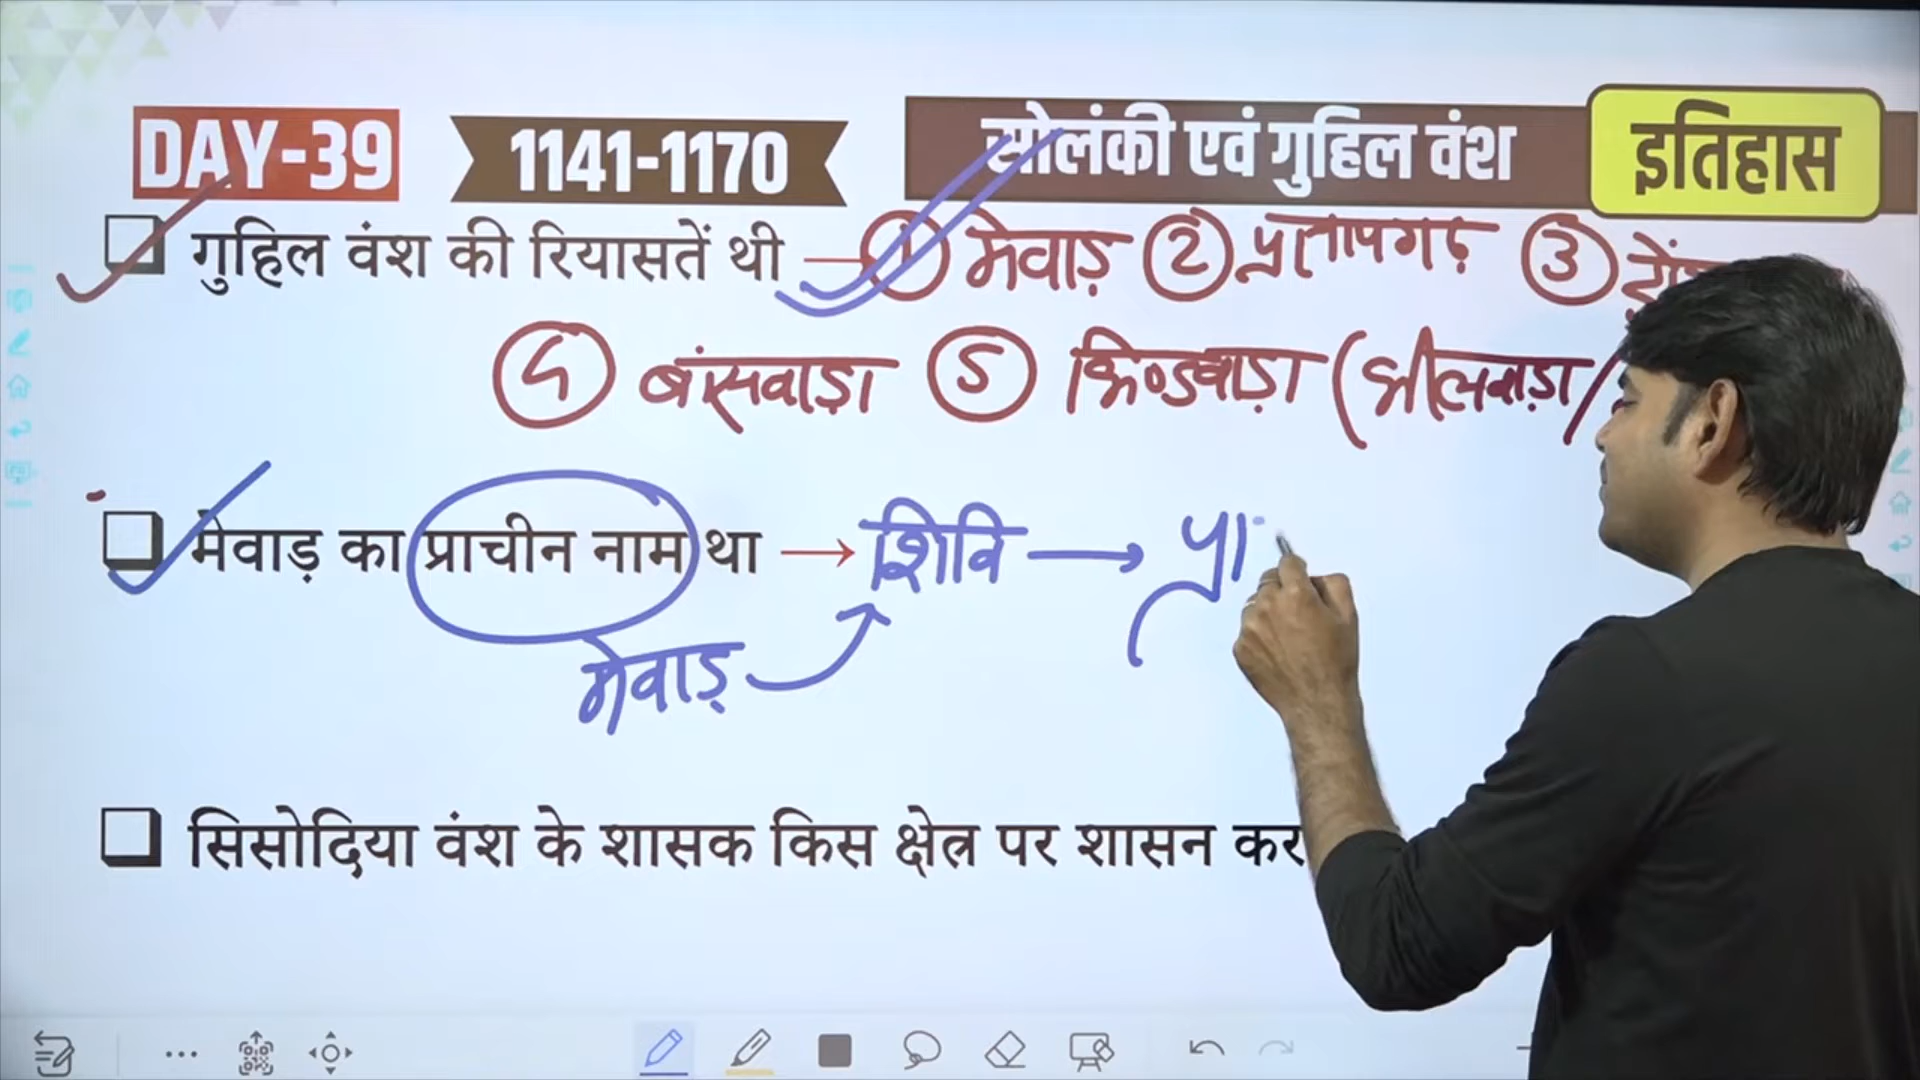 DAY-39 1141-1170 सोलंकी एवं गुहिल वंश इतिहास
गुहिल वंश की रियासतें थी → ① मेवाड़ ② प्रतापगढ़ ③
④ बांसवाड़ा ⑤ (भीलवाड़ा/
मेवाड़ का प्राचीन नाम था → शिवि → प्रा
मेवाड़
सिसोदिया वंश के शासक किस क्षेत्र पर शासन कर